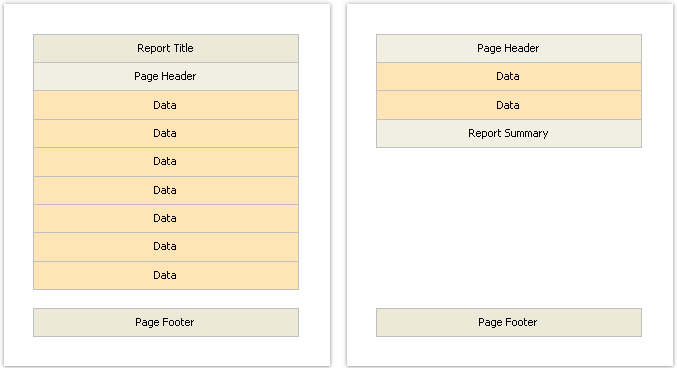 Report Title
Page Header
Data
Data
Data
Data
Data
Data
Data
Page Footer
Page Header
Data
Data
Report Summary
Page Footer